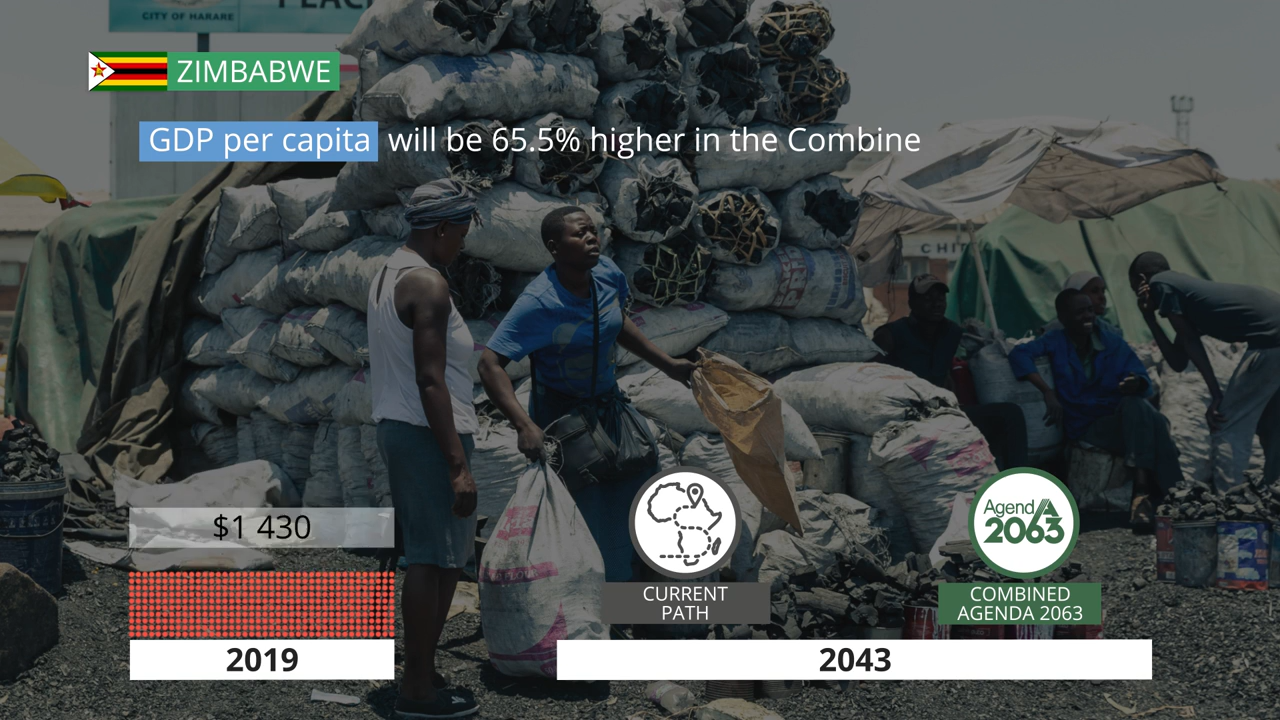 CITY OF HARARE
ZIMBABWE
GDP per capita will be 65.5% higher in the Combine
$1 430
CURRENT
PATH
Agenda
2063
COMBINED
AGENDA 2063
2019
2043